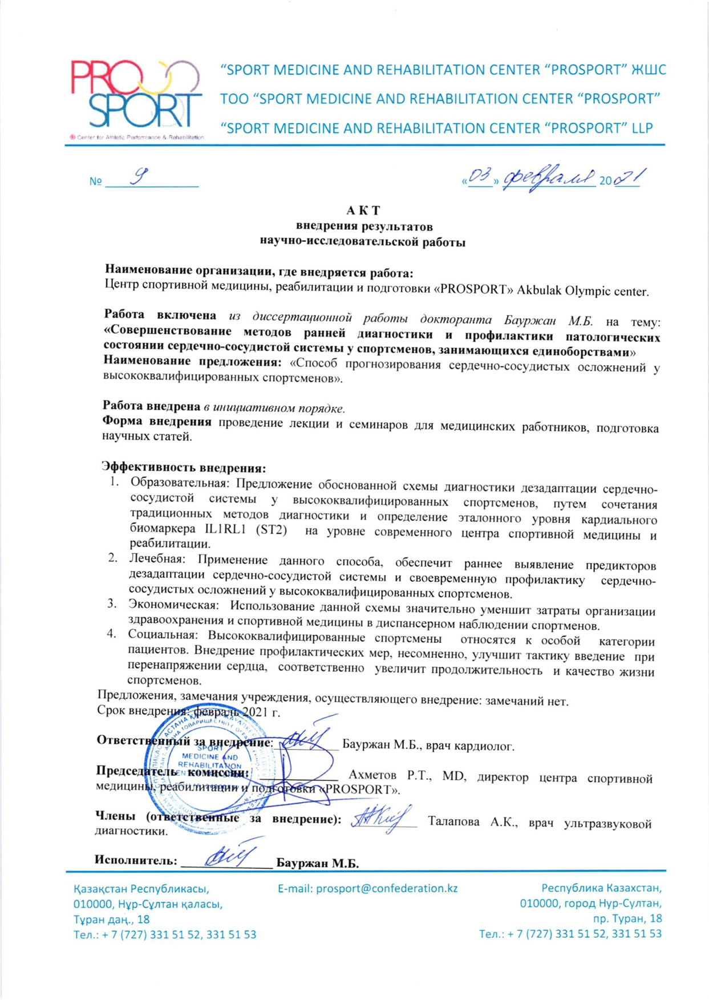 PRO SPORT
Center for Athletic Performance & Rehabilitation
“SPORT MEDICINE AND REHABILITATION CENTER “PROSPORT” ЖШС
ТОО “SPORT MEDICINE AND REHABILITATION CENTER “PROSPORT”
“SPORT MEDICINE AND REHABILITATION CENTER “PROSPORT” LLP
№ 9 «03» февраля 2021
А К Т
внедрения результатов
научно-исследовательской работы
Наименование организации, где внедряется работа:
Центр спортивной медицины, реабилитации и подготовки «PROSPORT» Akbulak Olympic center.
Работа включена из диссертационной работы докторанта Бауржан М.Б. на тему:
«Совершенствование методов ранней диагностики и профилактики патологических
состоянии сердечно-сосудистой системы у спортсменов, занимающихся единоборствами»
Наименование предложения: «Способ прогнозирования сердечно-сосудистых осложнений у
высококвалифицированных спортсменов».
Работа внедрена в инициативном порядке.
Форма внедрения проведение лекции и семинаров для медицинских работников, подготовка
научных статей.
Эффективность внедрения:
1. Образовательная: Предложение обоснованной схемы диагностики дезадаптации сердечно-
сосудистой системы у высококвалифицированных спортсменов, путем сочетания
традиционных методов диагностики и определение эталонного уровня кардиального
биомаркера IL1RL1 (ST2) на уровне современного центра спортивной медицины и
реабилитации.
2. Лечебная: Применение данного способа, обеспечит раннее выявление предикторов
дезадаптации сердечно-сосудистой системы и своевременную профилактику сердечно-
сосудистых осложнений у высококвалифицированных спортсменов.
3. Экономическая: Использование данной схемы значительно уменшит затраты организации
здравоохранения и спортивной медицины в диспансерном наблюдении спортменов.
4. Социальная: Высококвалифицированные спортсмены относятся к особой категории
пациентов. Внедрение профилактических мер, несомненно, улучшит тактику введение при
перенапряжении сердца, соответственно увеличит продолжительность и качество жизни
спортсменов.
Предложения, замечания учреждения, осуществляющего внедрение: замечаний нет.
Срок внедрения: февраль 2021 г.
Ответственный за внедрение: Бауржан М.Б., врач кардиолог.
SPORT
MEDICINE AND
REHABILITATION
Председатель комиссии: Ахметов Р.Т., MD, директор центра спортивной
медицины, реабилитации и подготовки «PROSPORT».
Члены (ответственные за внедрение): Талапова А.К., врач ультразвуковой
диагностики.
Исполнитель: Бауржан М.Б.
Қазақстан Республикасы,
010000, Нұр-Сұлтан қаласы,
Тұран даң., 18
Тел.: + 7 (727) 331 51 52, 331 51 53
E-mail: prosport@confederation.kz
Республика Казахстан,
010000, город Нур-Султан,
пр. Туран, 18
Тел.: + 7 (727) 331 51 52, 331 51 53